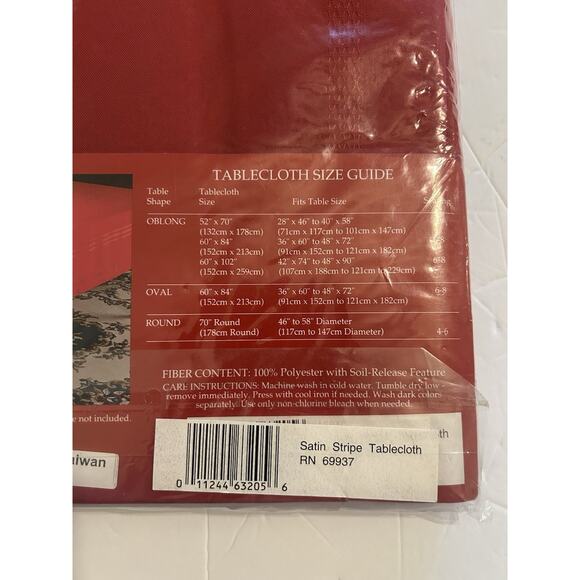 TABLECLOTH SIZE GUIDE
Table Tablecloth
Shape Size Fits Table Size
OBLONG 52" x 70" 28" x 46" to 40" x 58"
(132cm x 178cm) (71cm x 117cm to 101cm x 147cm)
60" x 84" 36" x 60" to 48" x 72"
(152cm x 213cm) (91cm x 152cm to 121cm x 182cm)
60" x 102" 42" x 74" to 48" x 90" 6-8
(152cm x 259cm) (107cm x 188cm to 121cm to 229cm)
OVAL 60" x 84" 36" x 60" to 48" x 72" 6-8
(152cm x 213cm) (91cm x 152cm to 121cm x 182cm)
ROUND 70" Round 46" to 58" Diameter
(178cm Round) (117cm to 147cm Diameter) 4-6
FIBER CONTENT: 100% Polyester with Soil-Release Feature
CARE INSTRUCTIONS: Machine wash in cold water. Tumble dry low -
remove immediately. Press with cool iron if needed. Wash dark colors
separately. Use only non-chlorine bleach when needed.
not included.
aiwan
Satin Stripe Tablecloth
RN 69937
0 11244 63205 6